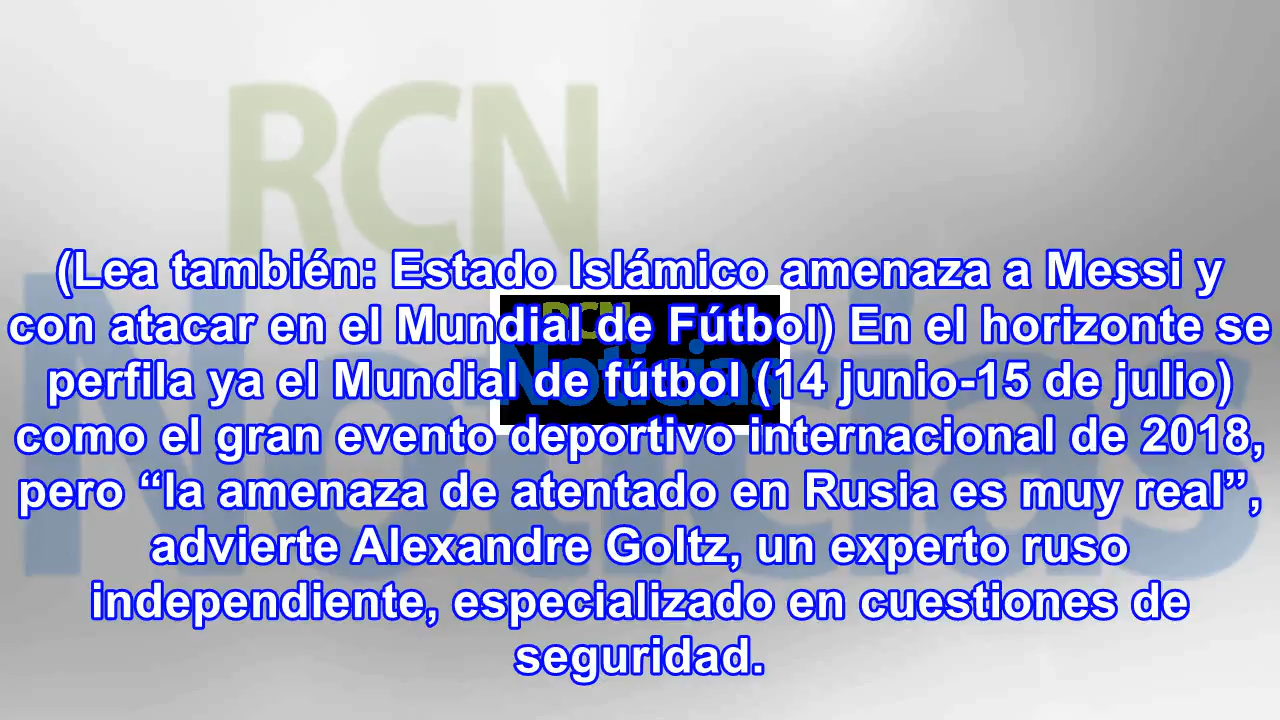 RCN
Noticias
(Lea también: Estado Islámico amenaza a Messi y
con atacar en el Mundial de Fútbol) En el horizonte se
perfila ya el Mundial de fútbol (14 junio-15 de julio)
como el gran evento deportivo internacional de 2018,
pero “la amenaza de atentado en Rusia es muy real”,
advierte Alexandre Goltz, un experto ruso
independiente, especializado en cuestiones de
seguridad.
RCN
Noticias